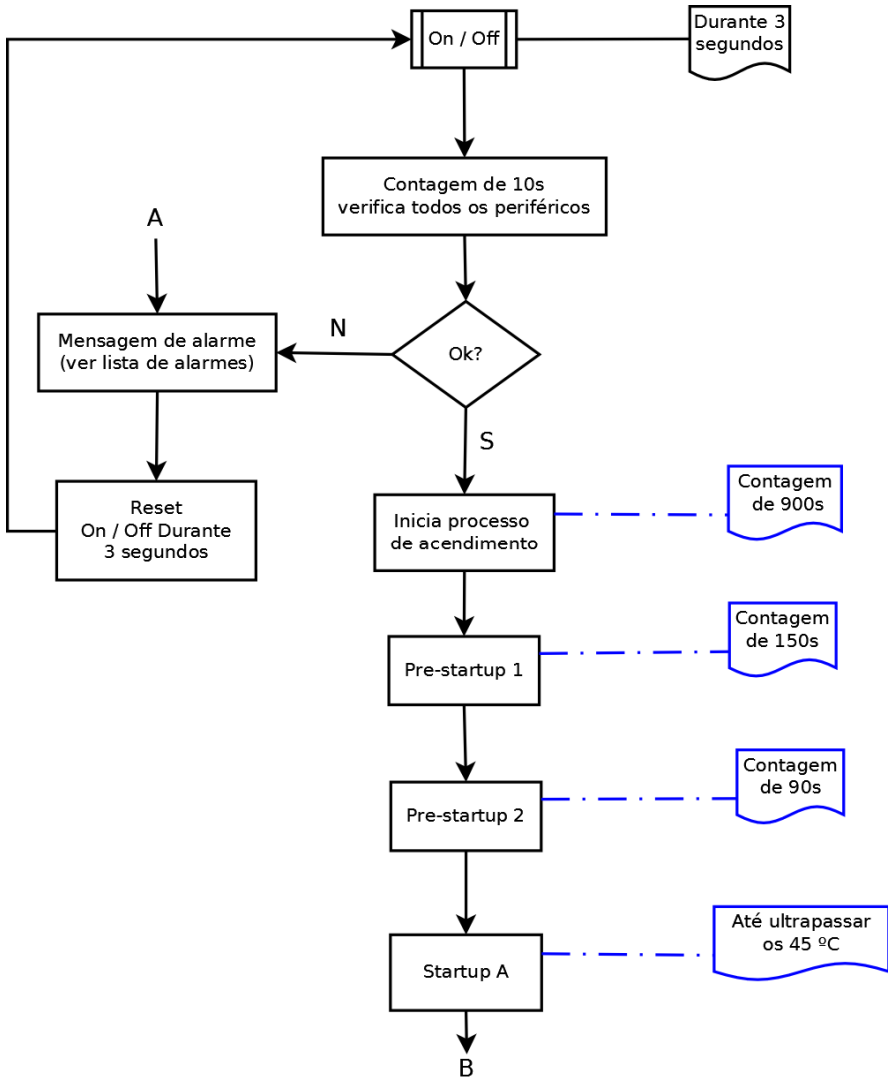 On / Off
Durante 3
segundos
Contagem de 10s
verifica todos os periféricos
A
Mensagem de alarme
(ver lista de alarmes)
N
Ok?
S
Reset
On / Off Durante
3 segundos
Inicia processo
de acendimento
Contagem
de 900s
Pre-startup 1
Contagem
de 150s
Pre-startup 2
Contagem
de 90s
Startup A
Até ultrapassar
os 45 ºC
B